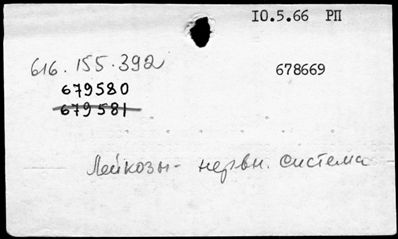 10.5.66 РП
616.155.392
678669
679580
679581
Лейкозы - нервн. система